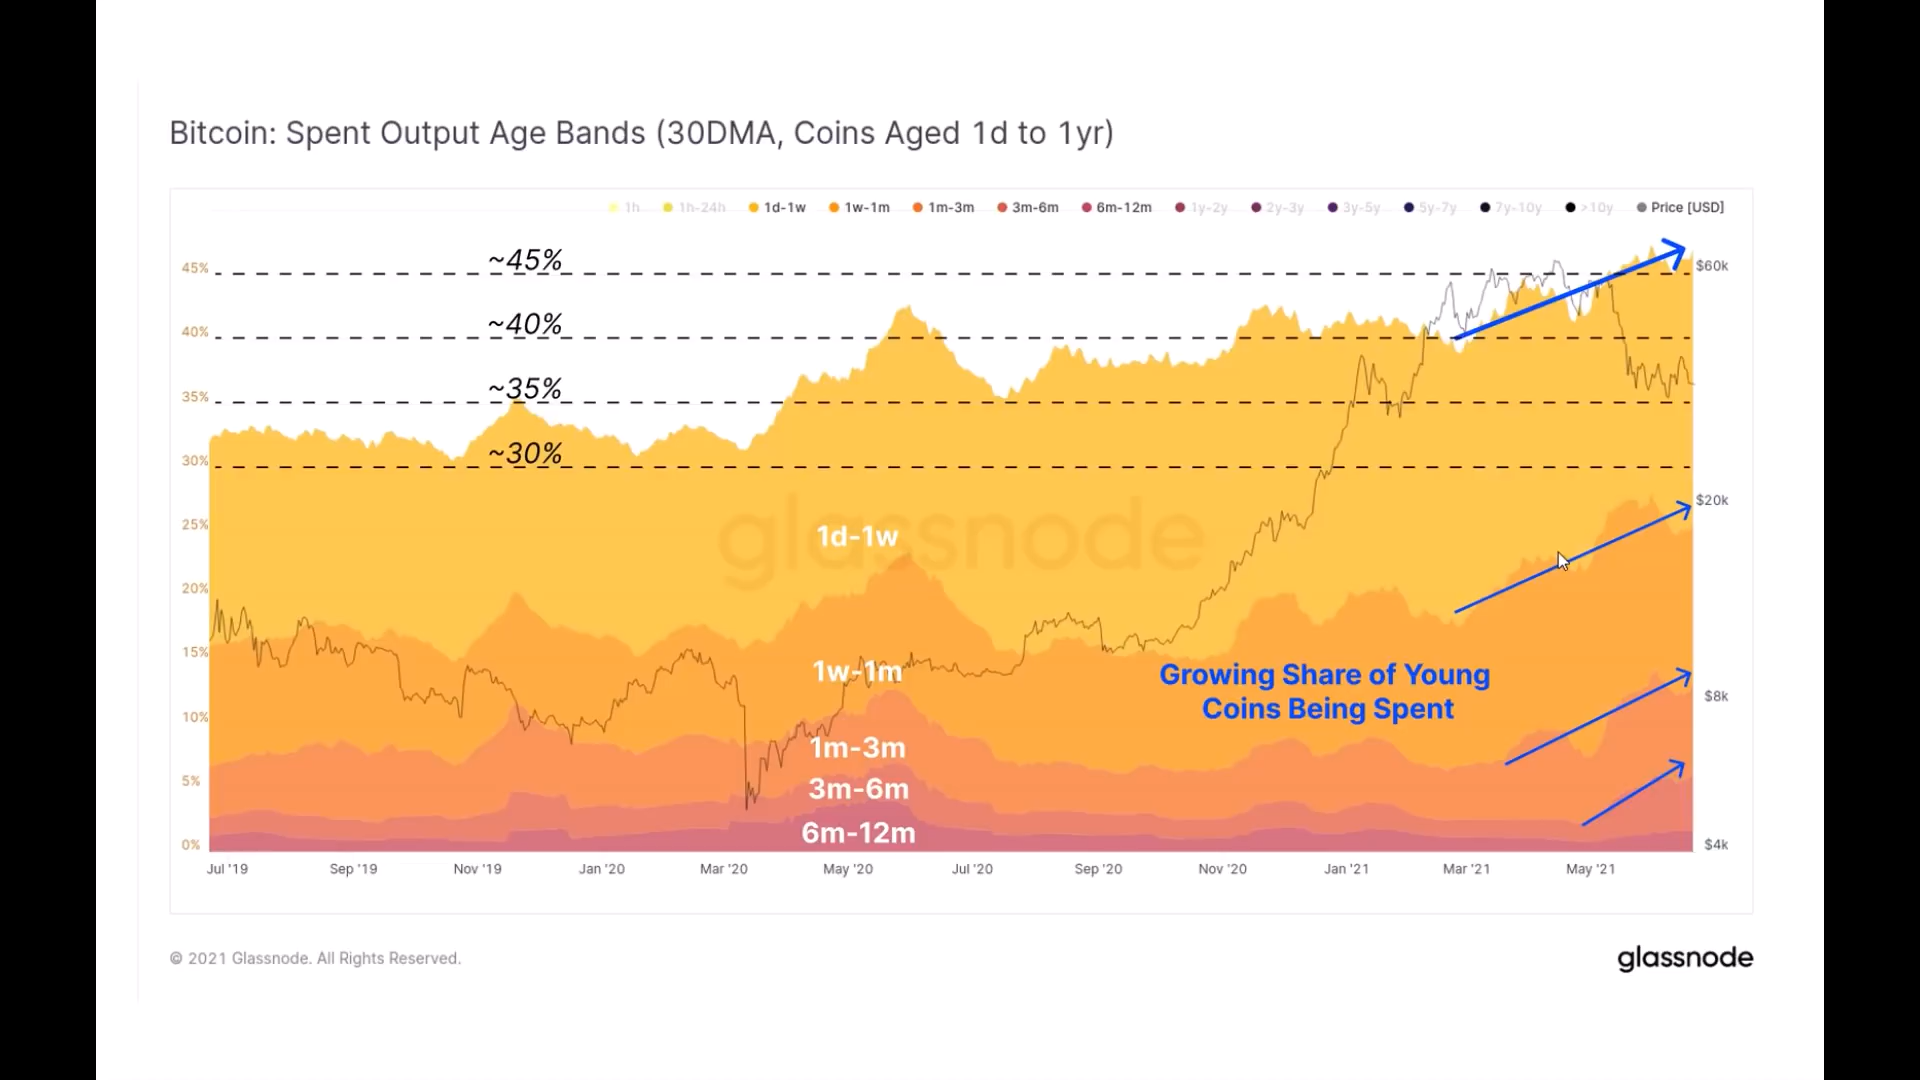 Bitcoin: Spent Output Age Bands (30DMA, Coins Aged 1d to 1yr)
1h 1h-24h 1d-1w 1w-1m 1m-3m 3m-6m 6m-12m 1y-2y 2y-3y 3y-5y 5y-7y 7y-10y >10y Price [USD]
~45%
45%
$60k
~40%
40%
~35%
35%
~30%
30%
$20k
25%
glassnode
1d-1w
20%
15%
1w-1m
Growing Share of Young
Coins Being Spent
$8k
10%
1m-3m
5%
3m-6m
6m-12m
0%
$4k
Jul '19 Sep '19 Nov '19 Jan '20 Mar '20 May '20 Jul '20 Sep '20 Nov '20 Jan '21 Mar '21 May '21
© 2021 Glassnode. All Rights Reserved.
glassnode